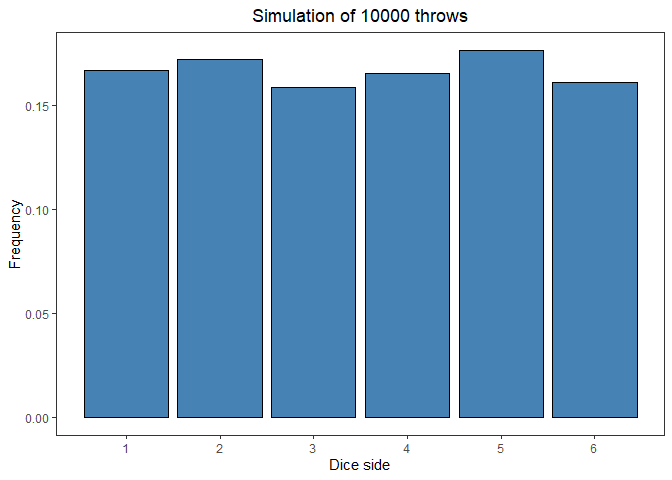 Simulation of 10000 throws
Frequency
0.15
0.10
0.05
0.00
1 2 3 4 5 6
Dice side